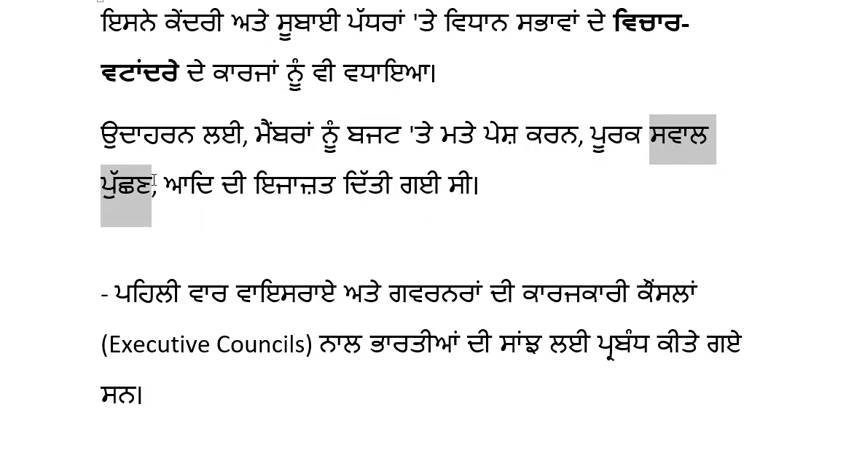 ਇਸਨੇ ਕੇਂਦਰੀ ਅਤੇ ਸੂਬਾਈ ਪੱਧਰਾਂ 'ਤੇ ਵਿਧਾਨ ਸਭਾਵਾਂ ਦੇ ਵਿਚਾਰ-
ਵਟਾਂਦਰੇ ਦੇ ਕਾਰਜਾਂ ਨੂੰ ਵੀ ਵਧਾਇਆ।
ਉਦਾਹਰਨ ਲਈ, ਮੈਂਬਰਾਂ ਨੂੰ ਬਜਟ 'ਤੇ ਮਤੇ ਪੇਸ਼ ਕਰਨ, ਪੂਰਕ ਸਵਾਲ
ਪੁੱਛਣ, ਆਦਿ ਦੀ ਇਜਾਜ਼ਤ ਦਿੱਤੀ ਗਈ ਸੀ।
- ਪਹਿਲੀ ਵਾਰ ਵਾਇਸਰਾਏ ਅਤੇ ਗਵਰਨਰਾਂ ਦੀ ਕਾਰਜਕਾਰੀ ਕੌਂਸਲਾਂ
(Executive Councils) ਨਾਲ ਭਾਰਤੀਆਂ ਦੀ ਸਾਂਝ ਲਈ ਪ੍ਰਬੰਧ ਕੀਤੇ ਗਏ
ਸਨ।